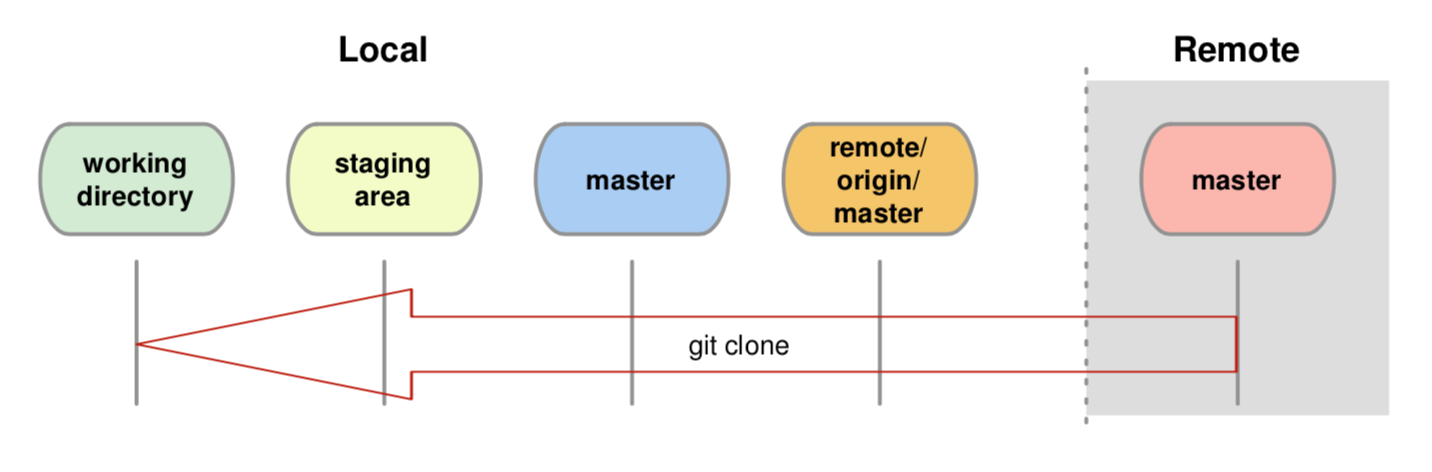 Local
Remote
working
directory
staging
area
master
remote/
origin/
master
master
git clone